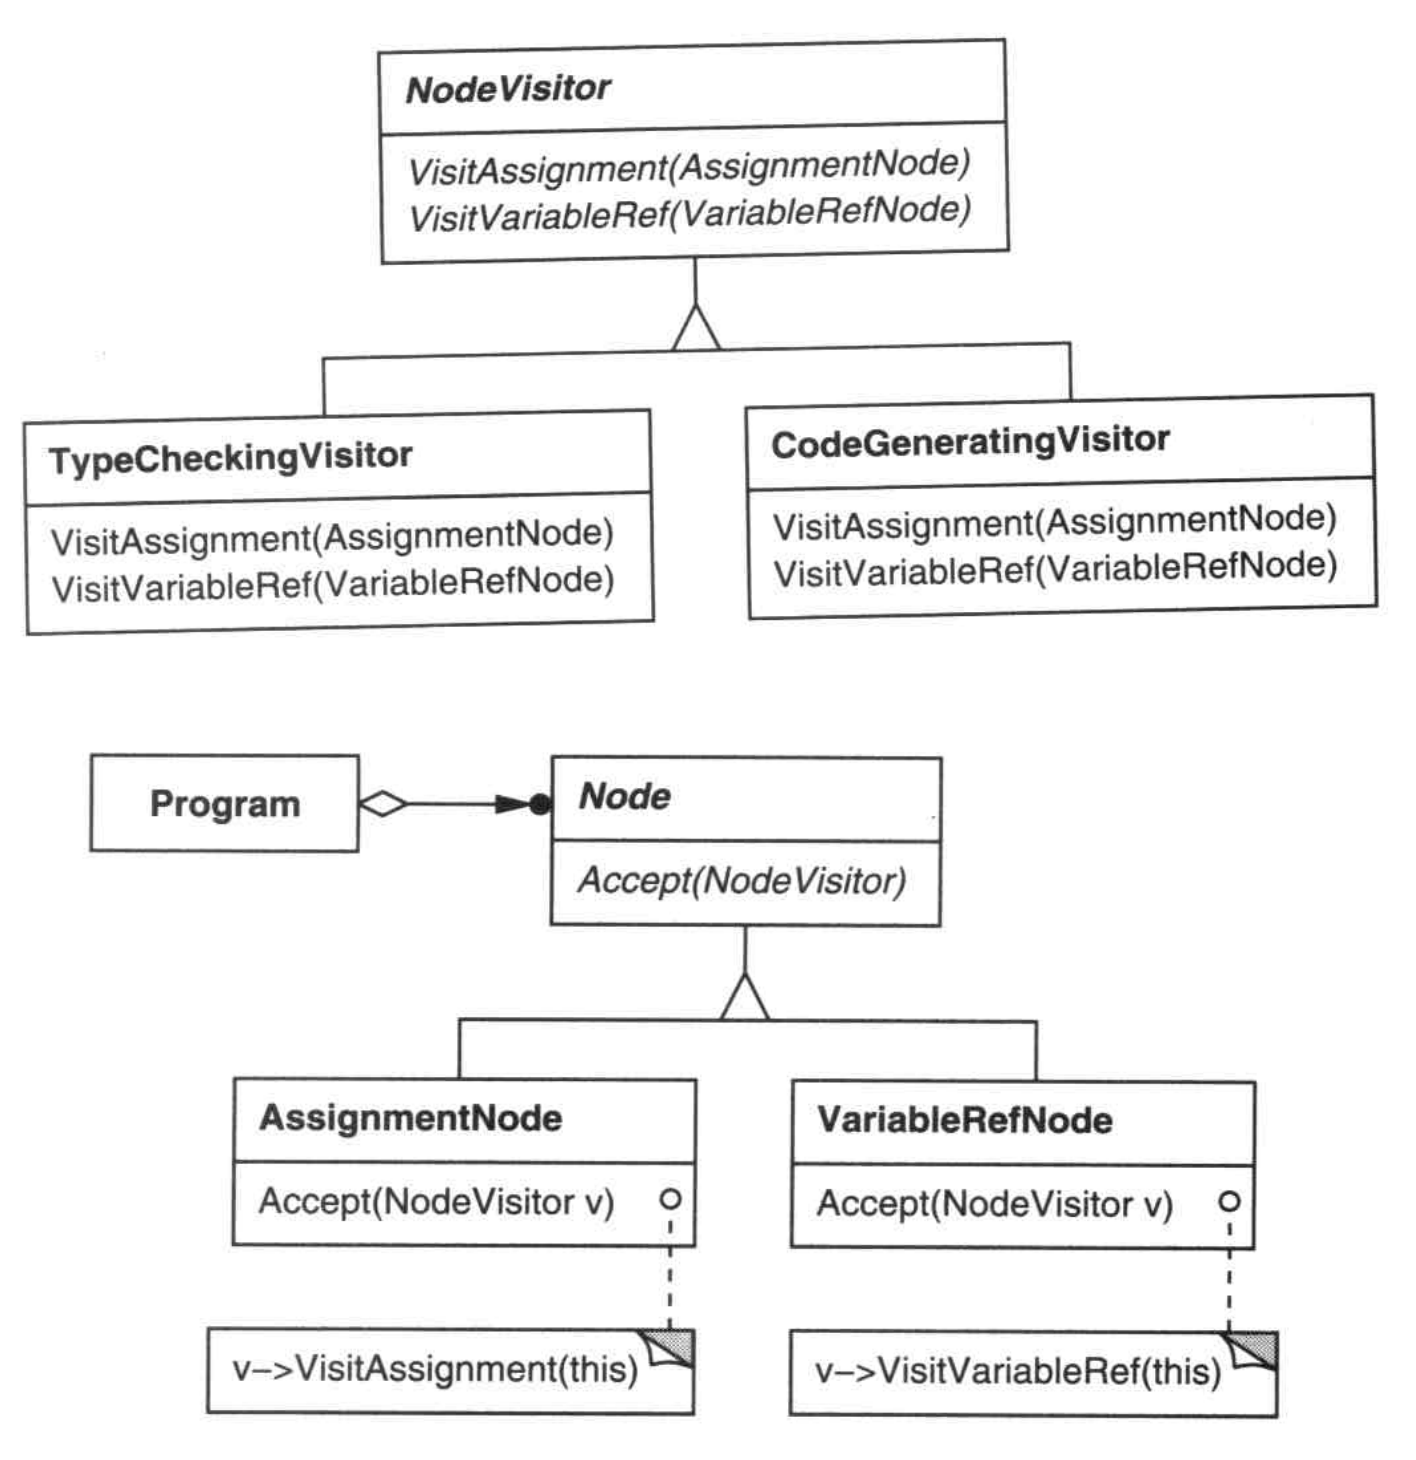 NodeVisitor
VisitAssignment(AssignmentNode)
VisitVariableRef(VariableRefNode)
TypeCheckingVisitor
VisitAssignment(AssignmentNode)
VisitVariableRef(VariableRefNode)
CodeGeneratingVisitor
VisitAssignment(AssignmentNode)
VisitVariableRef(VariableRefNode)
Program
Node
Accept(NodeVisitor)
AssignmentNode
Accept(NodeVisitor v)
v–>VisitAssignment(this)
VariableRefNode
Accept(NodeVisitor v)
v–>VisitVariableRef(this)